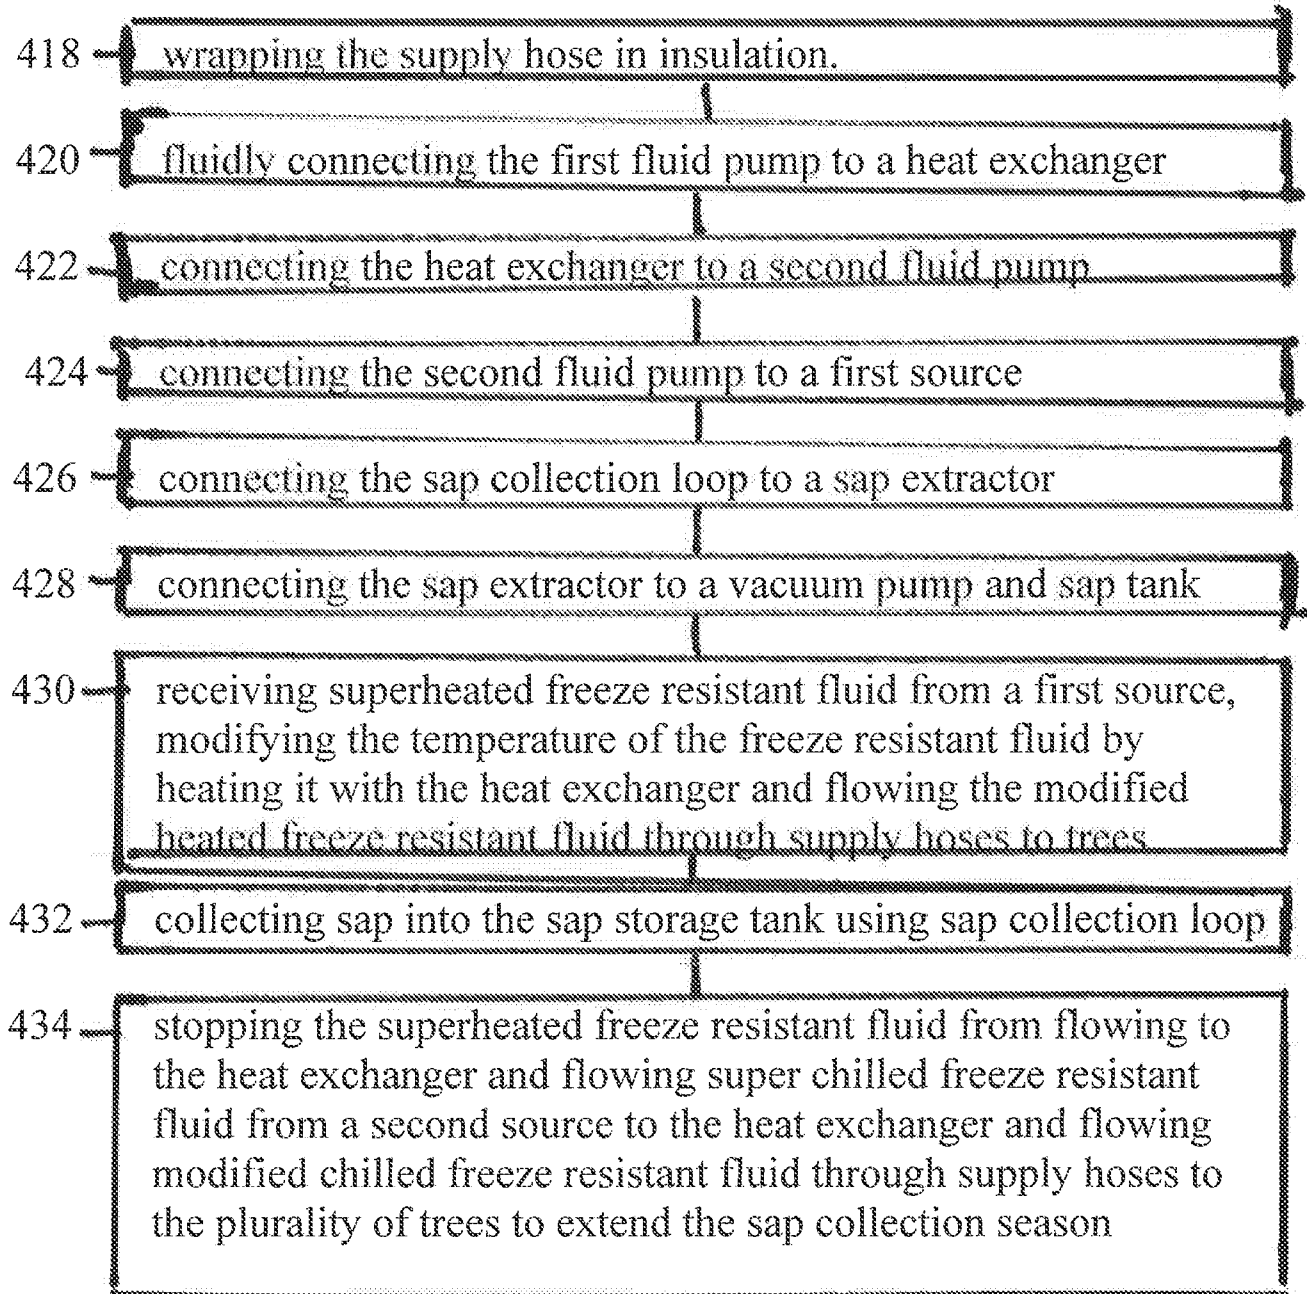 418 wrapping the supply hose in insulation.
420 fluidly connecting the first fluid pump to a heat exchanger
422 connecting the heat exchanger to a second fluid pump
424 connecting the second fluid pump to a first source
426 connecting the sap collection loop to a sap extractor
428 connecting the sap extractor to a vacuum pump and sap tank
430 receiving superheated freeze resistant fluid from a first source,
modifying the temperature of the freeze resistant fluid by
heating it with the heat exchanger and flowing the modified
heated freeze resistant fluid through supply hoses to trees
432 collecting sap into the sap storage tank using sap collection loop
434 stopping the superheated freeze resistant fluid from flowing to
the heat exchanger and flowing super chilled freeze resistant
fluid from a second source to the heat exchanger and flowing
modified chilled freeze resistant fluid through supply hoses to
the plurality of trees to extend the sap collection season